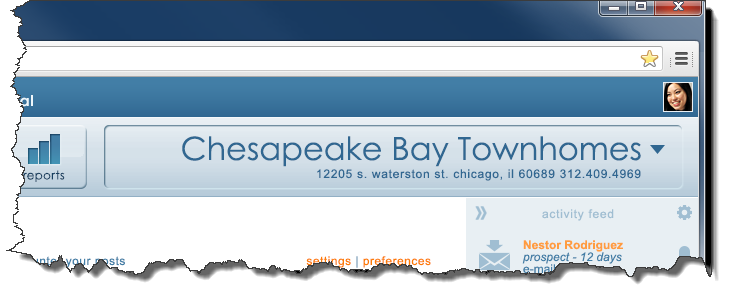 al
reports
Chesapeake Bay Townhomes
12205 s. waterston st. chicago, il 60689 312.409.4969
activity feed
your posts
settings | preferences
Nestor Rodriguez
prospect - 12 days
e-mail